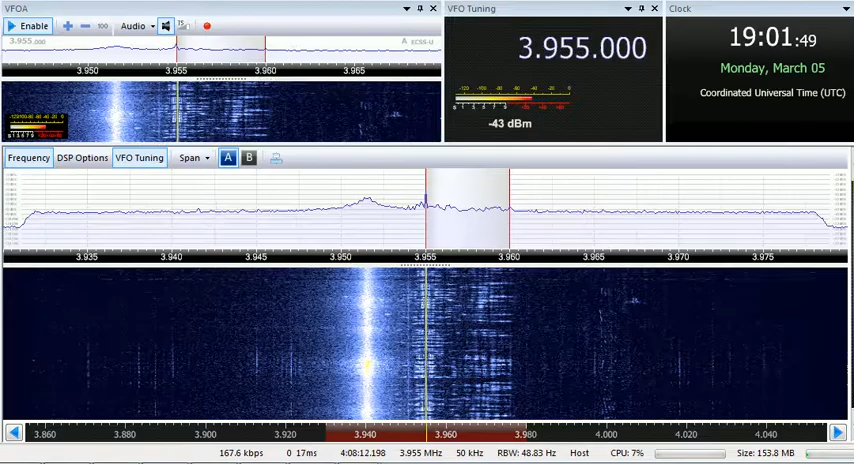 VFOA
Enable
100
Audio
75
3.955.000
A ECSS-U
3.950 3.955 3.960 3.965
VFO Tuning
3.955.000
-43 dBm
Clock
19:01:49
Monday, March 05
Coordinated Universal Time (UTC)
Frequency DSP Options VFO Tuning Span A B
3.935 3.940 3.945 3.950 3.955 3.960 3.965 3.970 3.975
3.860 3.880 3.900 3.920 3.940 3.960 3.980 4.000 4.020 4.040
167.6 kbps 0 17ms 4:08:12.198 3.955 MHz 50 kHz RBW: 48.83 Hz Host CPU: 7% Size: 153.8 MB